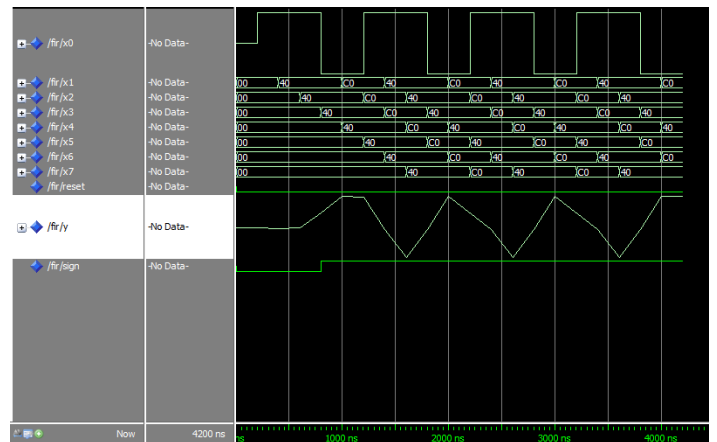 /fir/x0 -No Data-
/fir/x1 -No Data- 00 40 C0 40 C0 40 C0 40 C0
/fir/x2 -No Data- 00 40 C0 40 C0 40 C0 40
/fir/x3 -No Data- 00 40 C0 40 C0 40 C0 40
/fir/x4 -No Data- 00 40 C0 40 C0 40 C0 40
/fir/x5 -No Data- 00 40 C0 40 C0 40
/fir/x6 -No Data- 00 40 C0 40 C0 40 C0
/fir/x7 -No Data- 00 40 C0 40 C0 40
/fir/reset -No Data-
/fir/y -No Data-
/fir/sign -No Data-
Now 4200 ns ns 1000 ns 2000 ns 3000 ns 4000 ns